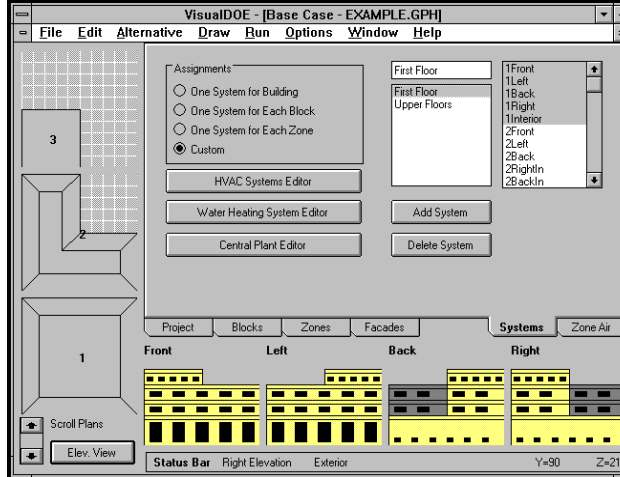 VisualDOE - [Base Case - EXAMPLE.GPH]
File Edit Alternative Draw Run Options Window Help
Assignments
One System for Building
One System for Each Block
One System for Each Zone
Custom
HVAC Systems Editor
Water Heating System Editor
Central Plant Editor
First Floor
First Floor
Upper Floors
Add System
Delete System
1Front
1Left
1Back
1Right
1Interior
2Front
2Left
2Back
2RightIn
2BackIn
3
2
1
Project Blocks Zones Facades Systems Zone Air
Front Left Back Right
Scroll Plans
Elev. View
Status Bar Right Elevation Exterior Y=90 Z=21